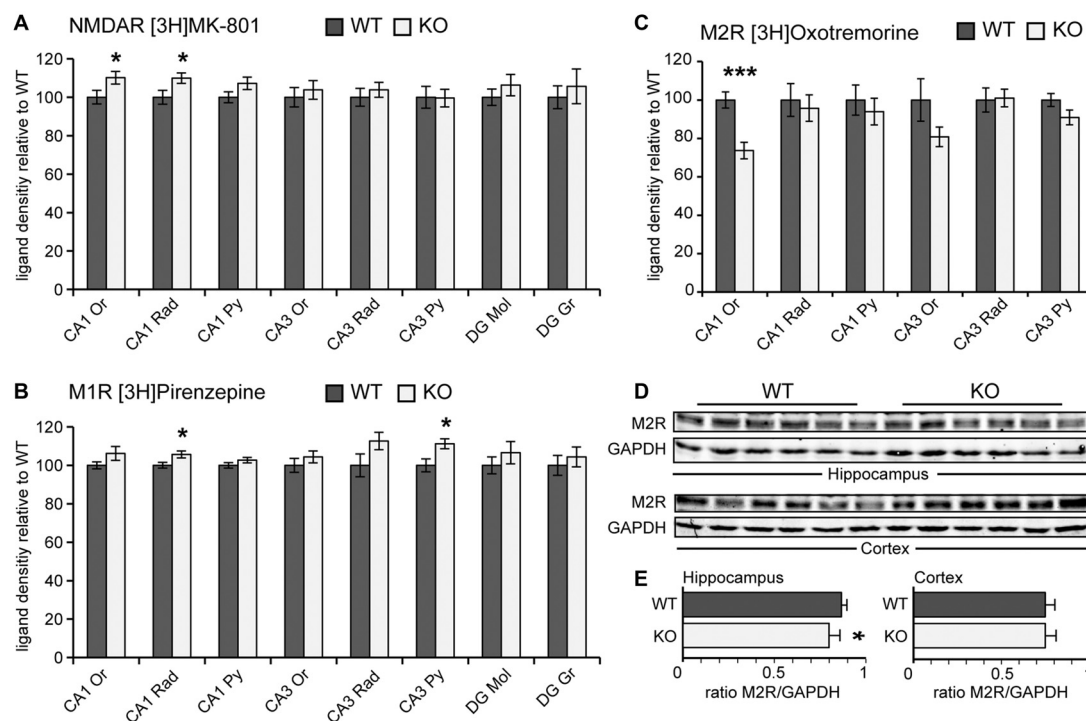 A
NMDAR [3H]MK-801
WT
KO
ligand densitiy relative to WT
120
100
80
60
40
20
0
*
*
CA1 Or
CA1 Rad
CA1 Py
CA3 Or
CA3 Rad
CA3 Py
DG Mol
DG Gr
B
M1R [3H]Pirenzepine
WT
KO
ligand densitiy relative to WT
120
100
80
60
40
20
0
*
*
CA1 Or
CA1 Rad
CA1 Py
CA3 Or
CA3 Rad
CA3 Py
DG Mol
DG Gr
C
M2R [3H]Oxotremorine
WT
KO
ligand densitiy relative to WT
120
100
80
60
40
20
0
***
CA1 Or
CA1 Rad
CA1 Py
CA3 Or
CA3 Rad
CA3 Py
D
WT
KO
M2R
GAPDH
Hippocampus
M2R
GAPDH
Cortex
E
Hippocampus
WT
KO
*
0
0.5
1
ratio M2R/GAPDH
Cortex
WT
KO
0
0.5
ratio M2R/GAPDH